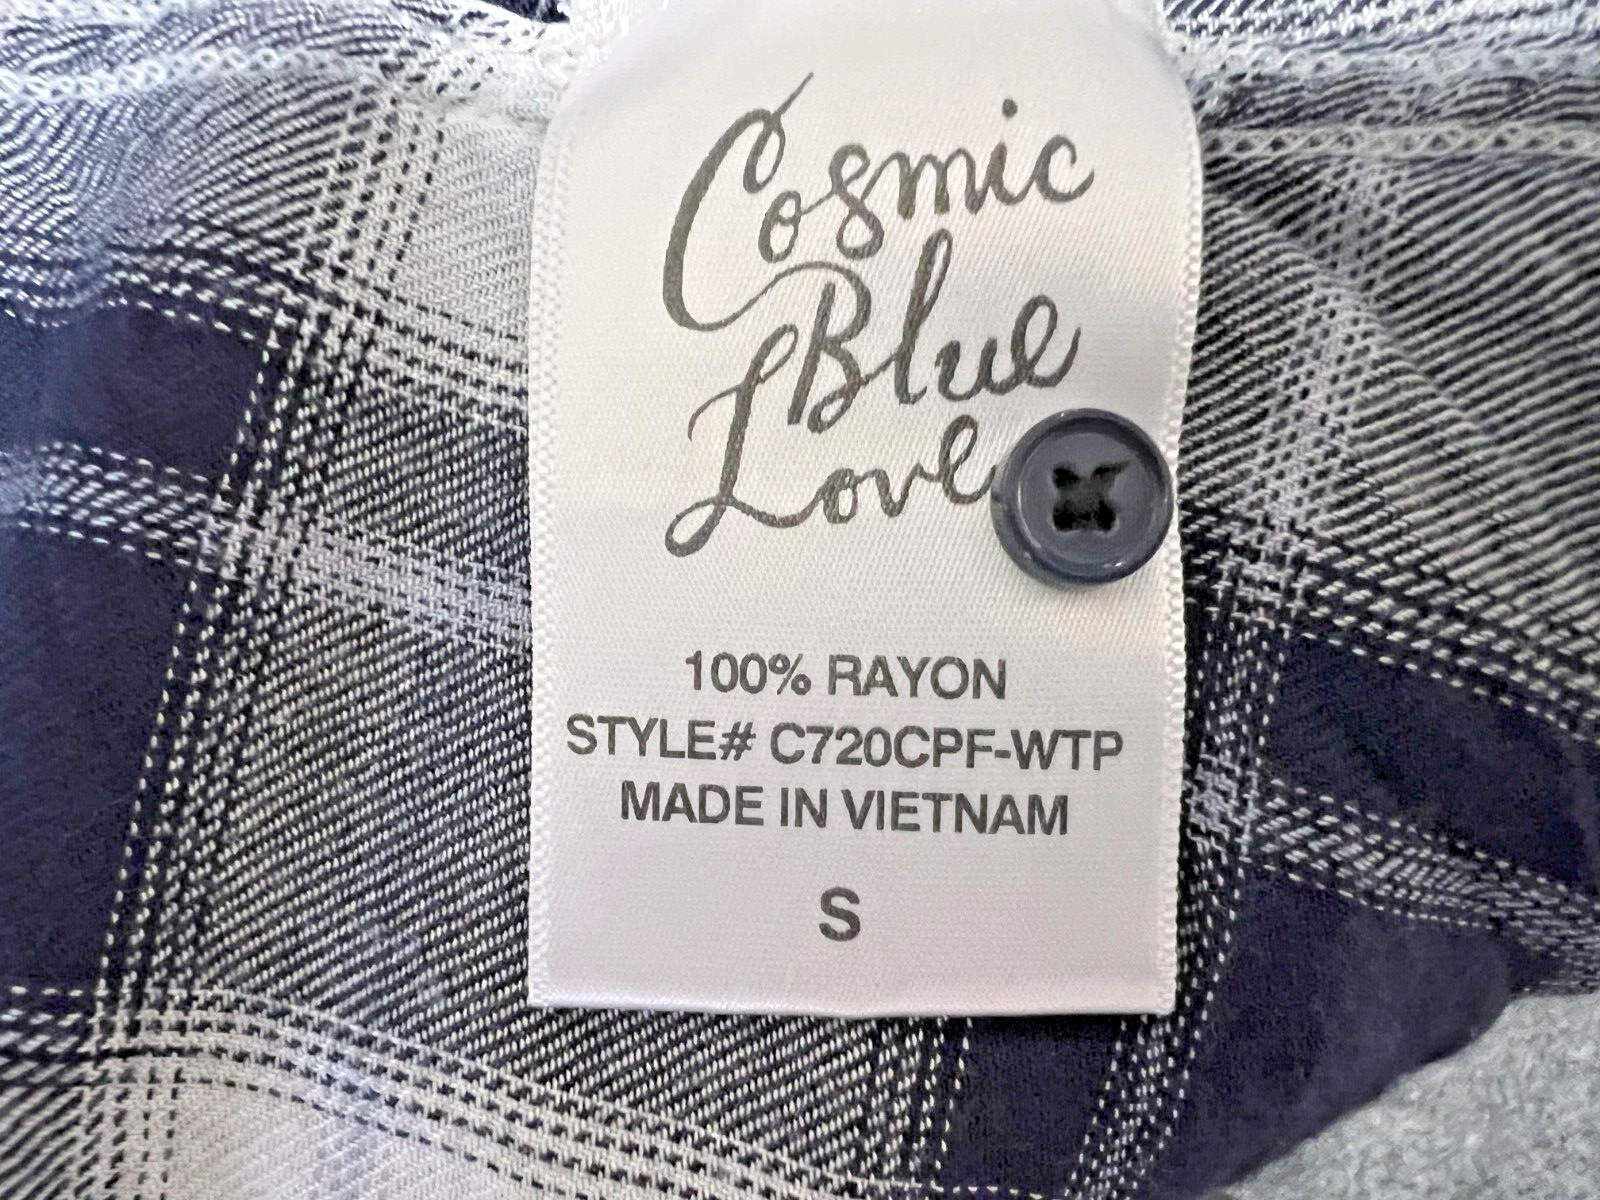 Cosmic
Blue
Love
100% RAYON
STYLE# C720CPF-WTP
MADE IN VIETNAM
S